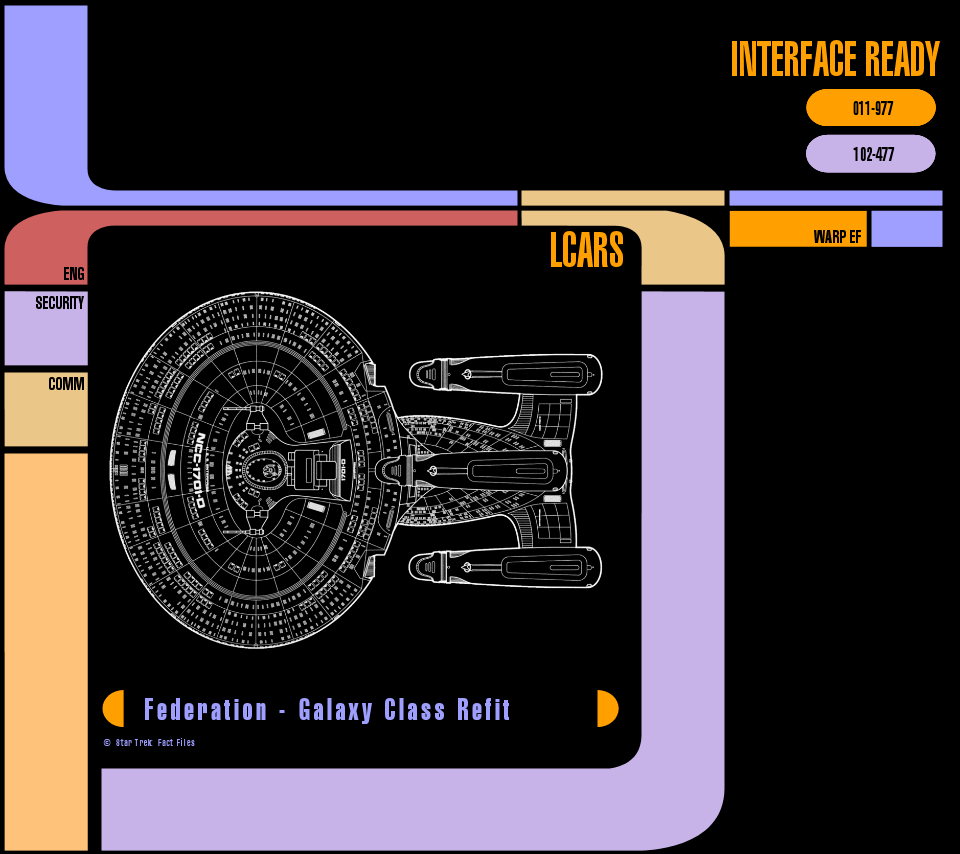 INTERFACE READY
011-977
102-477
WARP EF
LCARS
ENG
SECURITY
COMM
NCC-1701-D
Federation - Galaxy Class Refit
© Star Trek Fact Files